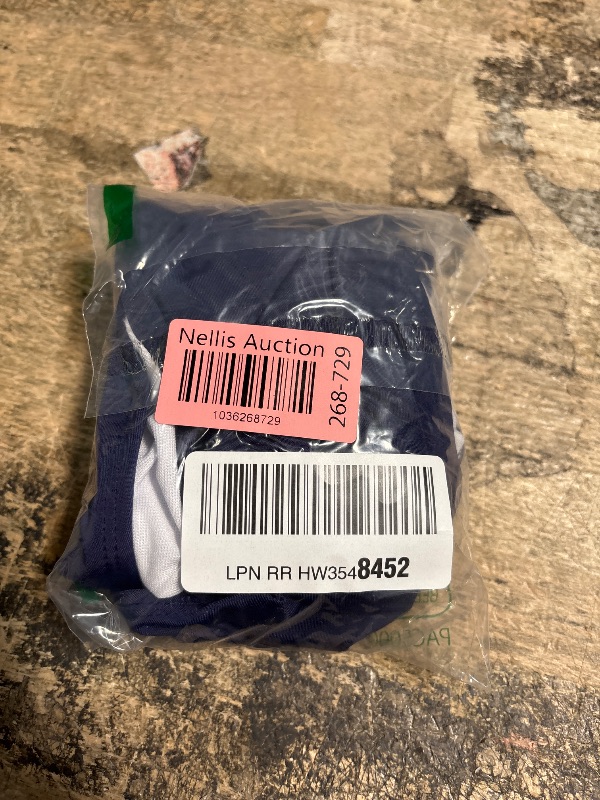 Nellis Auction
1036268729
268-729
LPN RR HW3548452